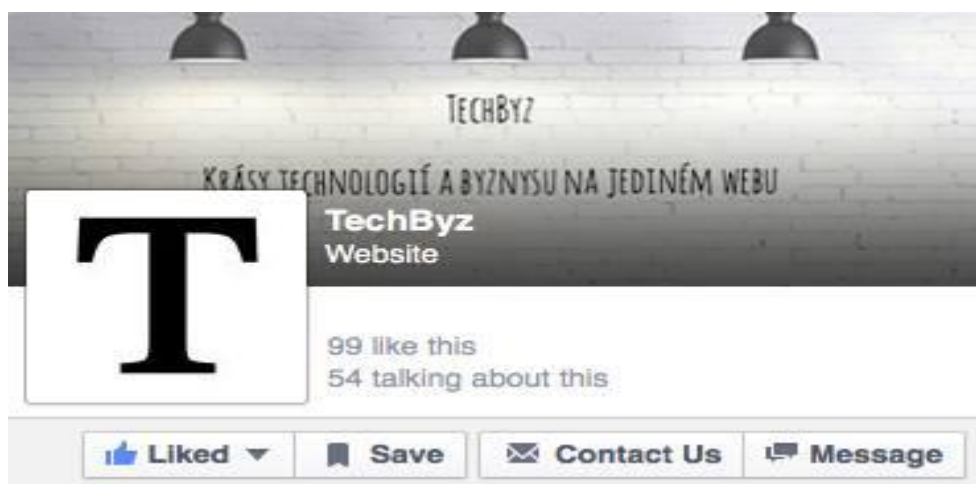 TechByz
Krásy technologií a byznysu na jediném webu
TechByz
Website
T
99 like this
54 talking about this
Liked
Save
Contact Us
Message